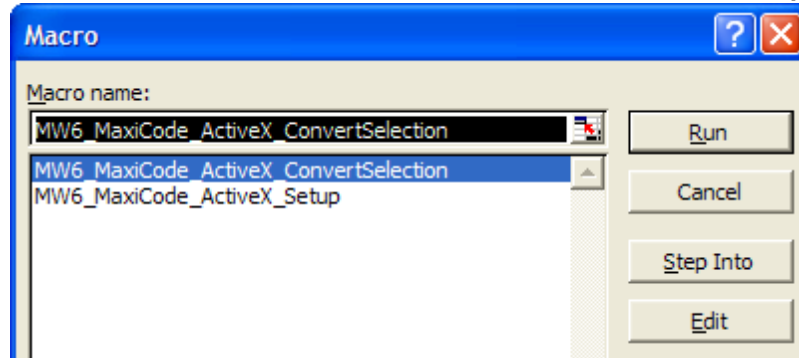 Macro
Macro name:
MW6_MaxiCode_ActiveX_ConvertSelection
Run
MW6_MaxiCode_ActiveX_ConvertSelection
MW6_MaxiCode_ActiveX_Setup
Cancel
Step Into
Edit